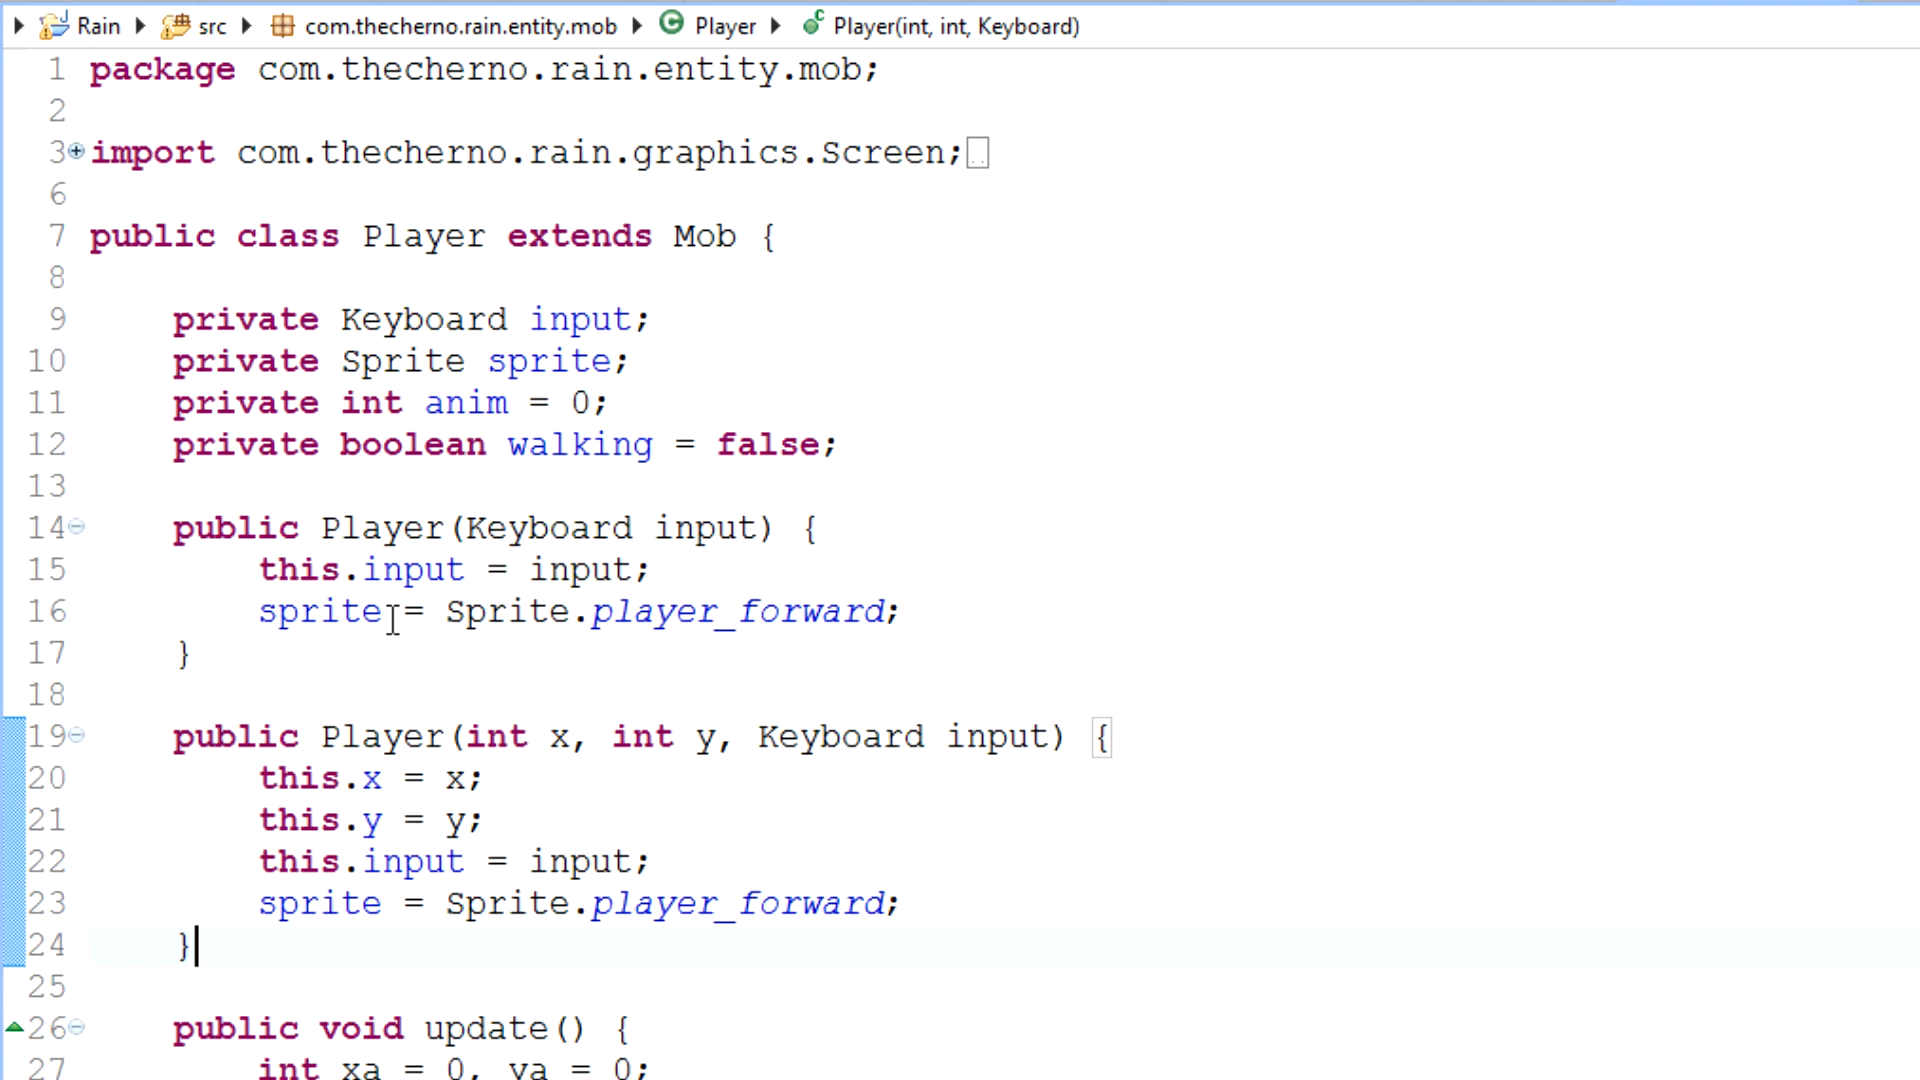 Rain src com.thecherno.rain.entity.mob Player Player(int, int, Keyboard)
1 package com.thecherno.rain.entity.mob;
2
3 import com.thecherno.rain.graphics.Screen;
6
7 public class Player extends Mob {
8
9 private Keyboard input;
10 private Sprite sprite;
11 private int anim = 0;
12 private boolean walking = false;
13
14 public Player(Keyboard input) {
15 this.input = input;
16 sprite = Sprite.player_forward;
17 }
18
19 public Player(int x, int y, Keyboard input) {
20 this.x = x;
21 this.y = y;
22 this.input = input;
23 sprite = Sprite.player_forward;
24 }
25
26 public void update() {
27 int xa = 0, ya = 0;